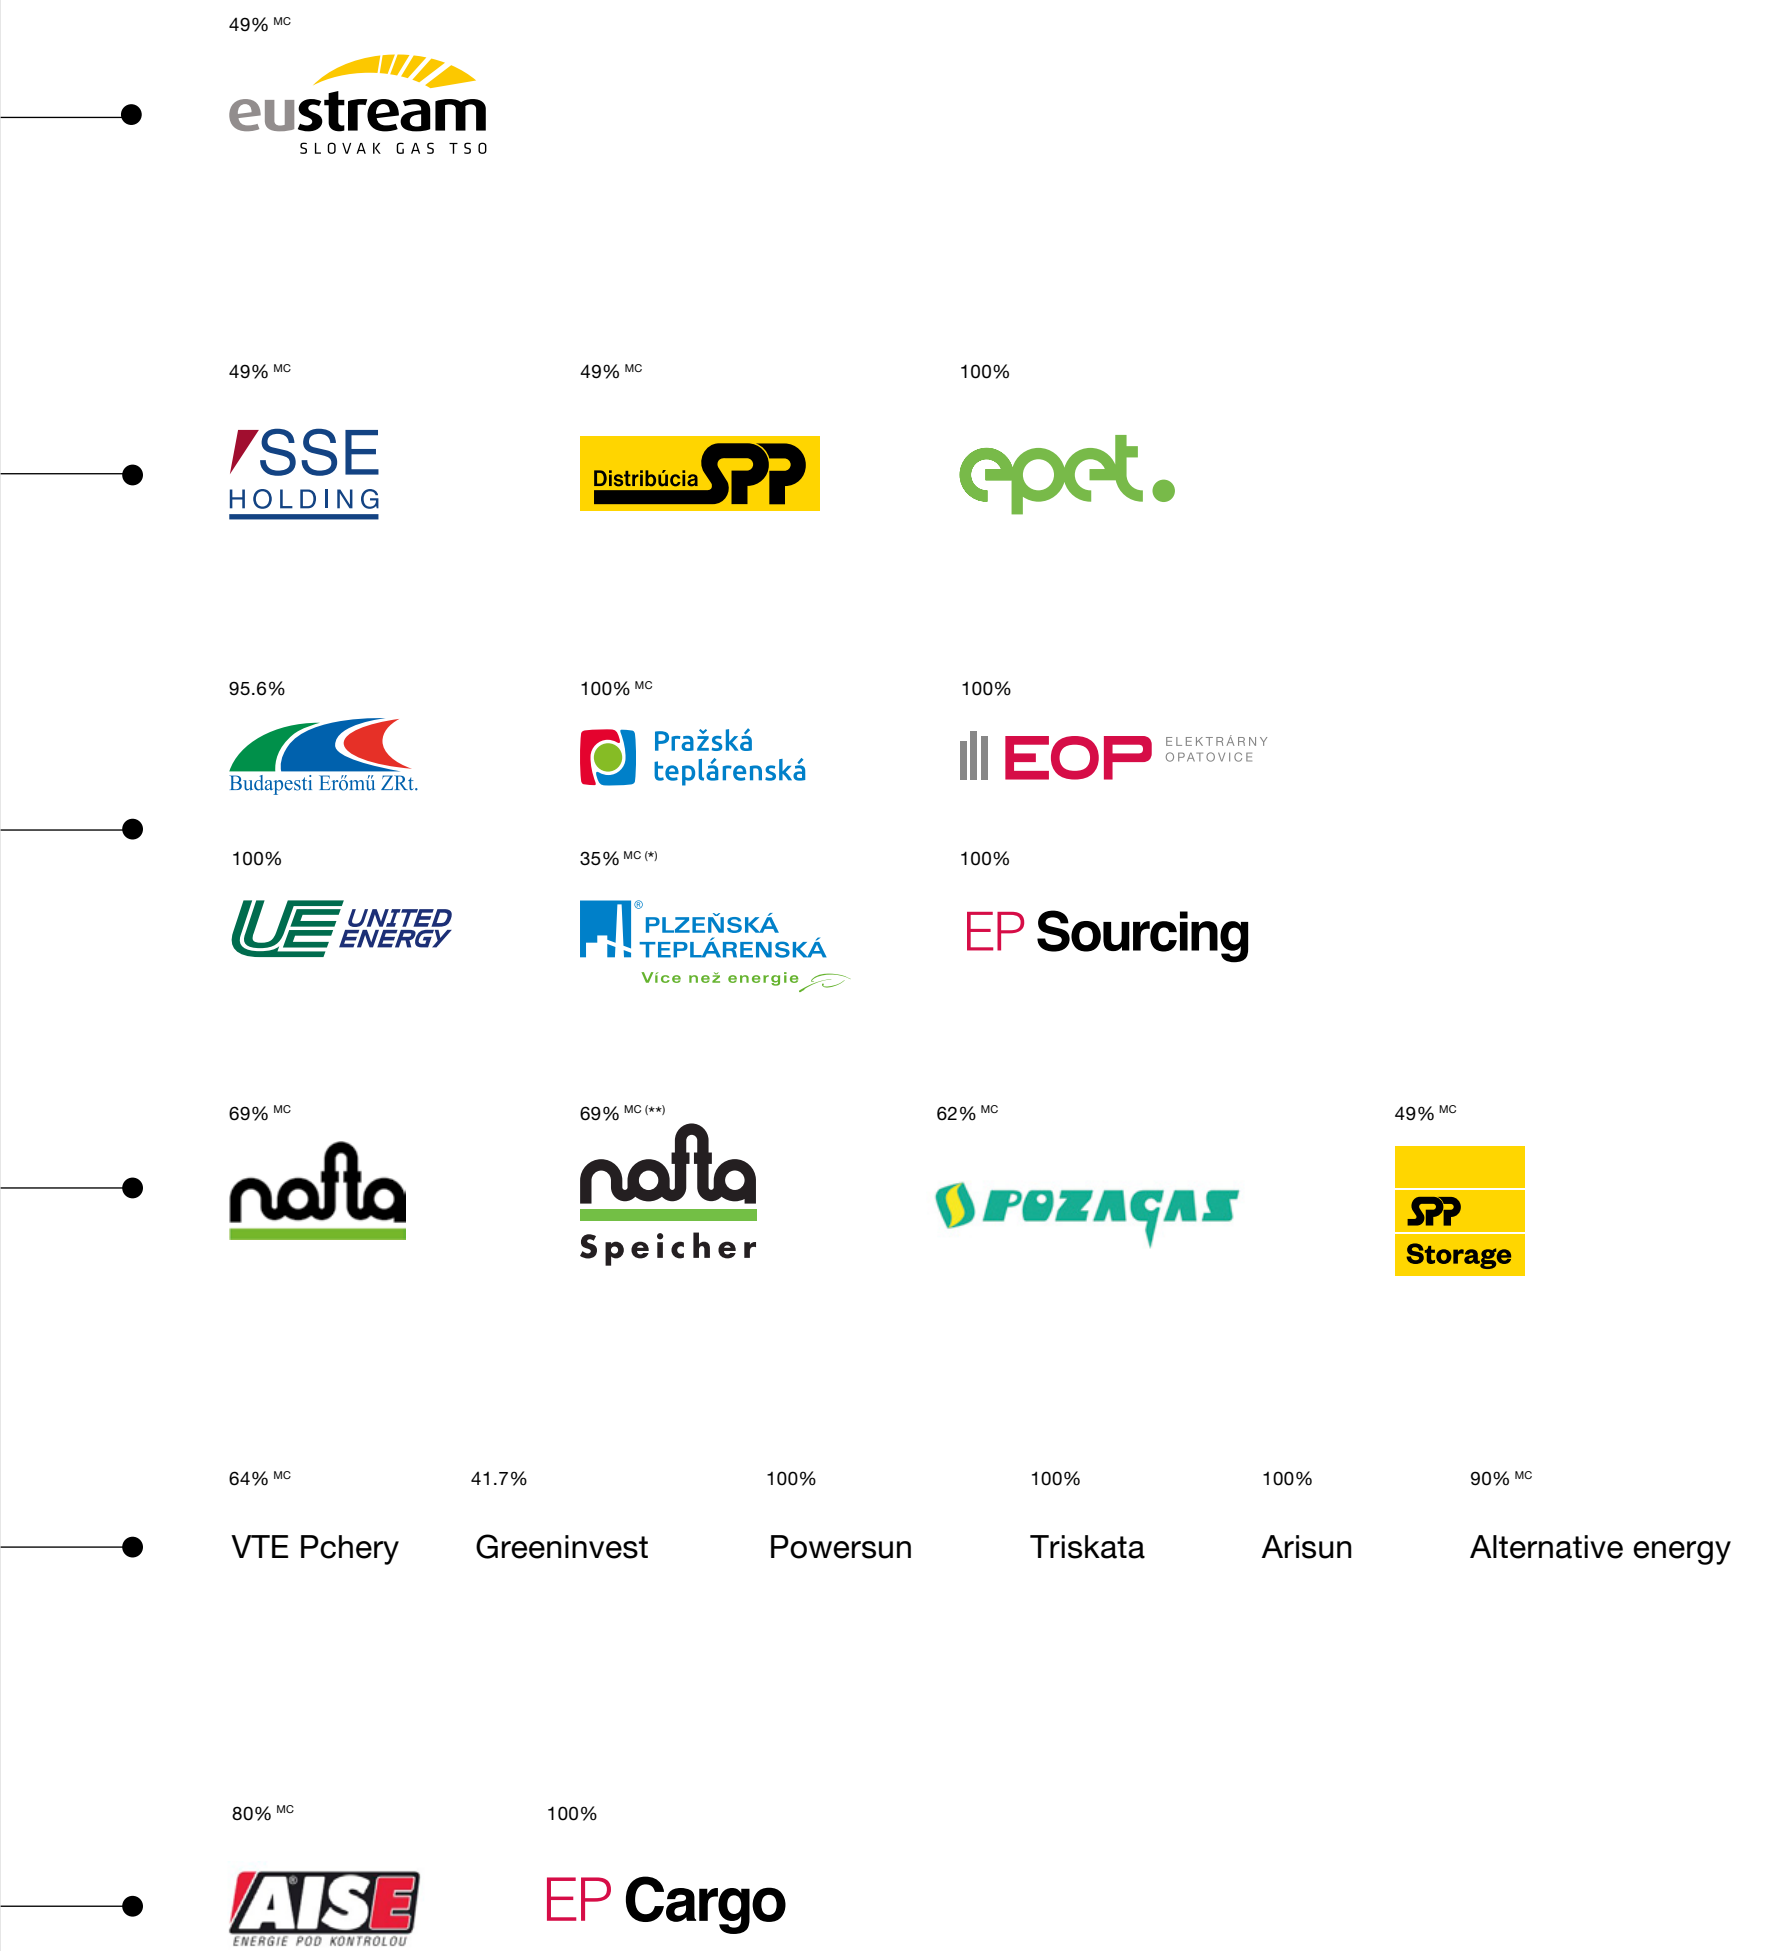 49% MC
eustream
SLOVAK GAS TSO
49% MC
49% MC
100%
SSE
HOLDING
Distribúcia SPP
epet.
95.6%
100% MC
100%
Budapesti Erőmű ZRt.
Pražská
teplárenská
EOP
ELEKTRÁRNY
OPATOVICE
100%
35% MC (*)
100%
UE UNITED
ENERGY
®
PLZEŇSKÁ
TEPLÁRENSKÁ
Více než energie
EP Sourcing
69% MC
69% MC (**)
62% MC
49% MC
nafta
nafta
Speicher
POZAGAS
SPP
Storage
64% MC
41.7%
100%
100%
100%
90% MC
VTE Pchery
Greeninvest
Powersun
Triskata
Arisun
Alternative energy
80% MC
100%
AISE
®
ENERGIE POD KONTROLOU
EP Cargo